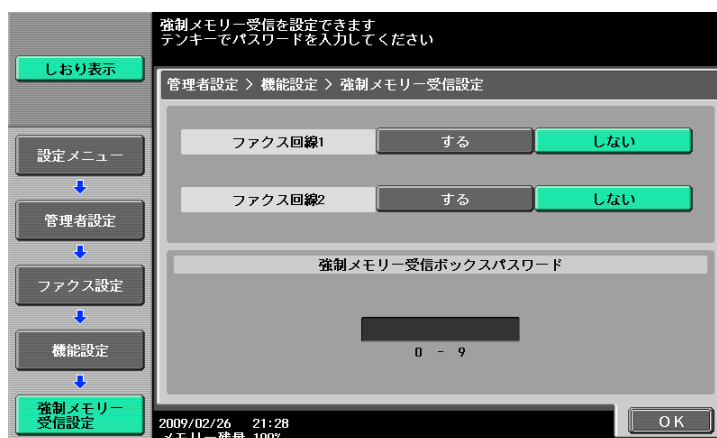 強制メモリー受信を設定できます
テンキーでパスワードを入力してください
しおり表示
管理者設定 > 機能設定 > 強制メモリー受信設定
ファクス回線1 する しない
設定メニュー
ファクス回線2 する しない
管理者設定
強制メモリー受信ボックスパスワード
ファクス設定
0 - 9
機能設定
強制メモリー
受信設定
2009/02/26 21:28
OK
メモリー残量 100%